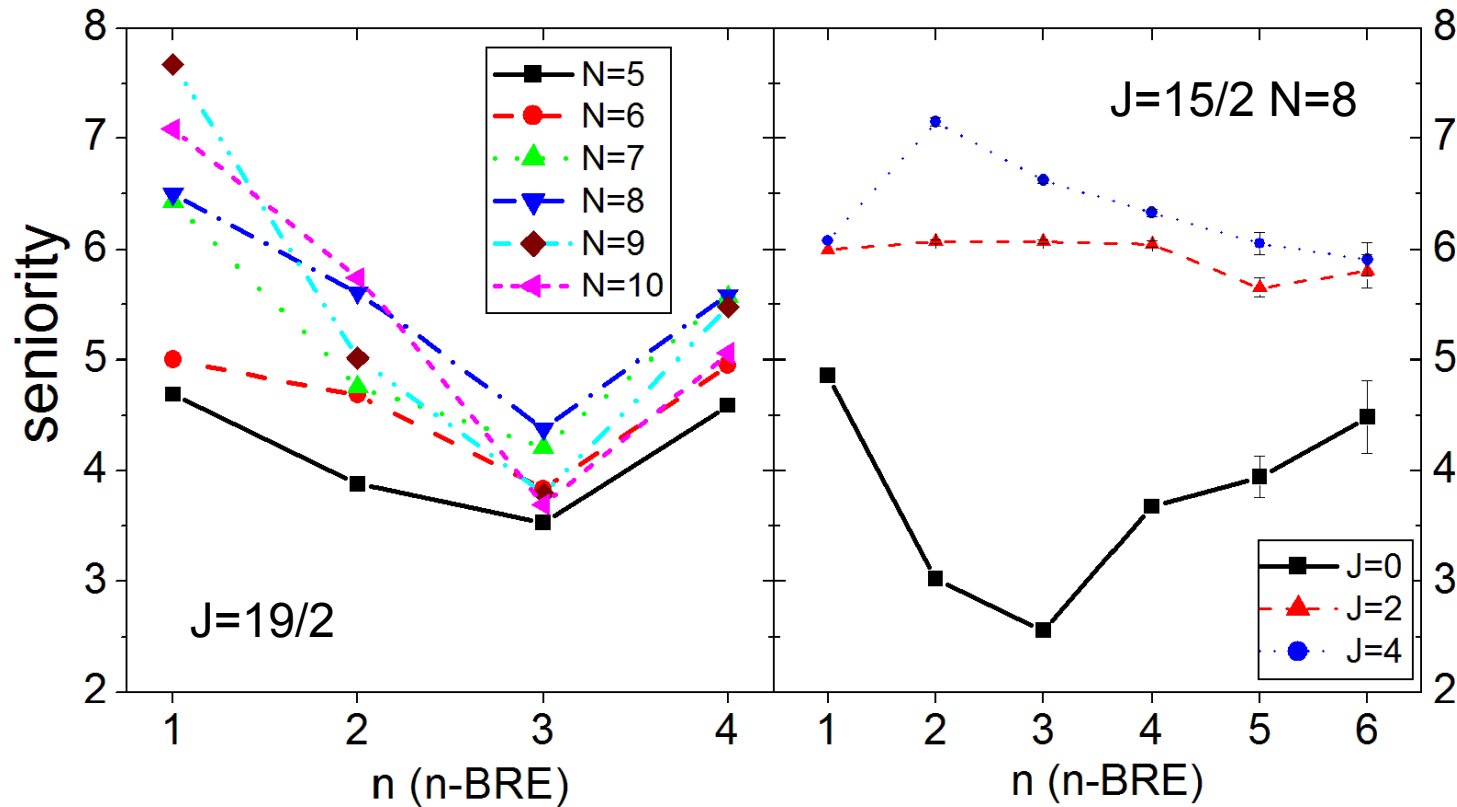 8
7
6
5
4
3
2
seniority
N=5
N=6
N=7
N=8
N=9
N=10
J=19/2
1 2 3 4
n (n-BRE)
J=15/2 N=8
J=0
J=2
J=4
8
7
6
5
4
3
2
1 2 3 4 5 6
n (n-BRE)